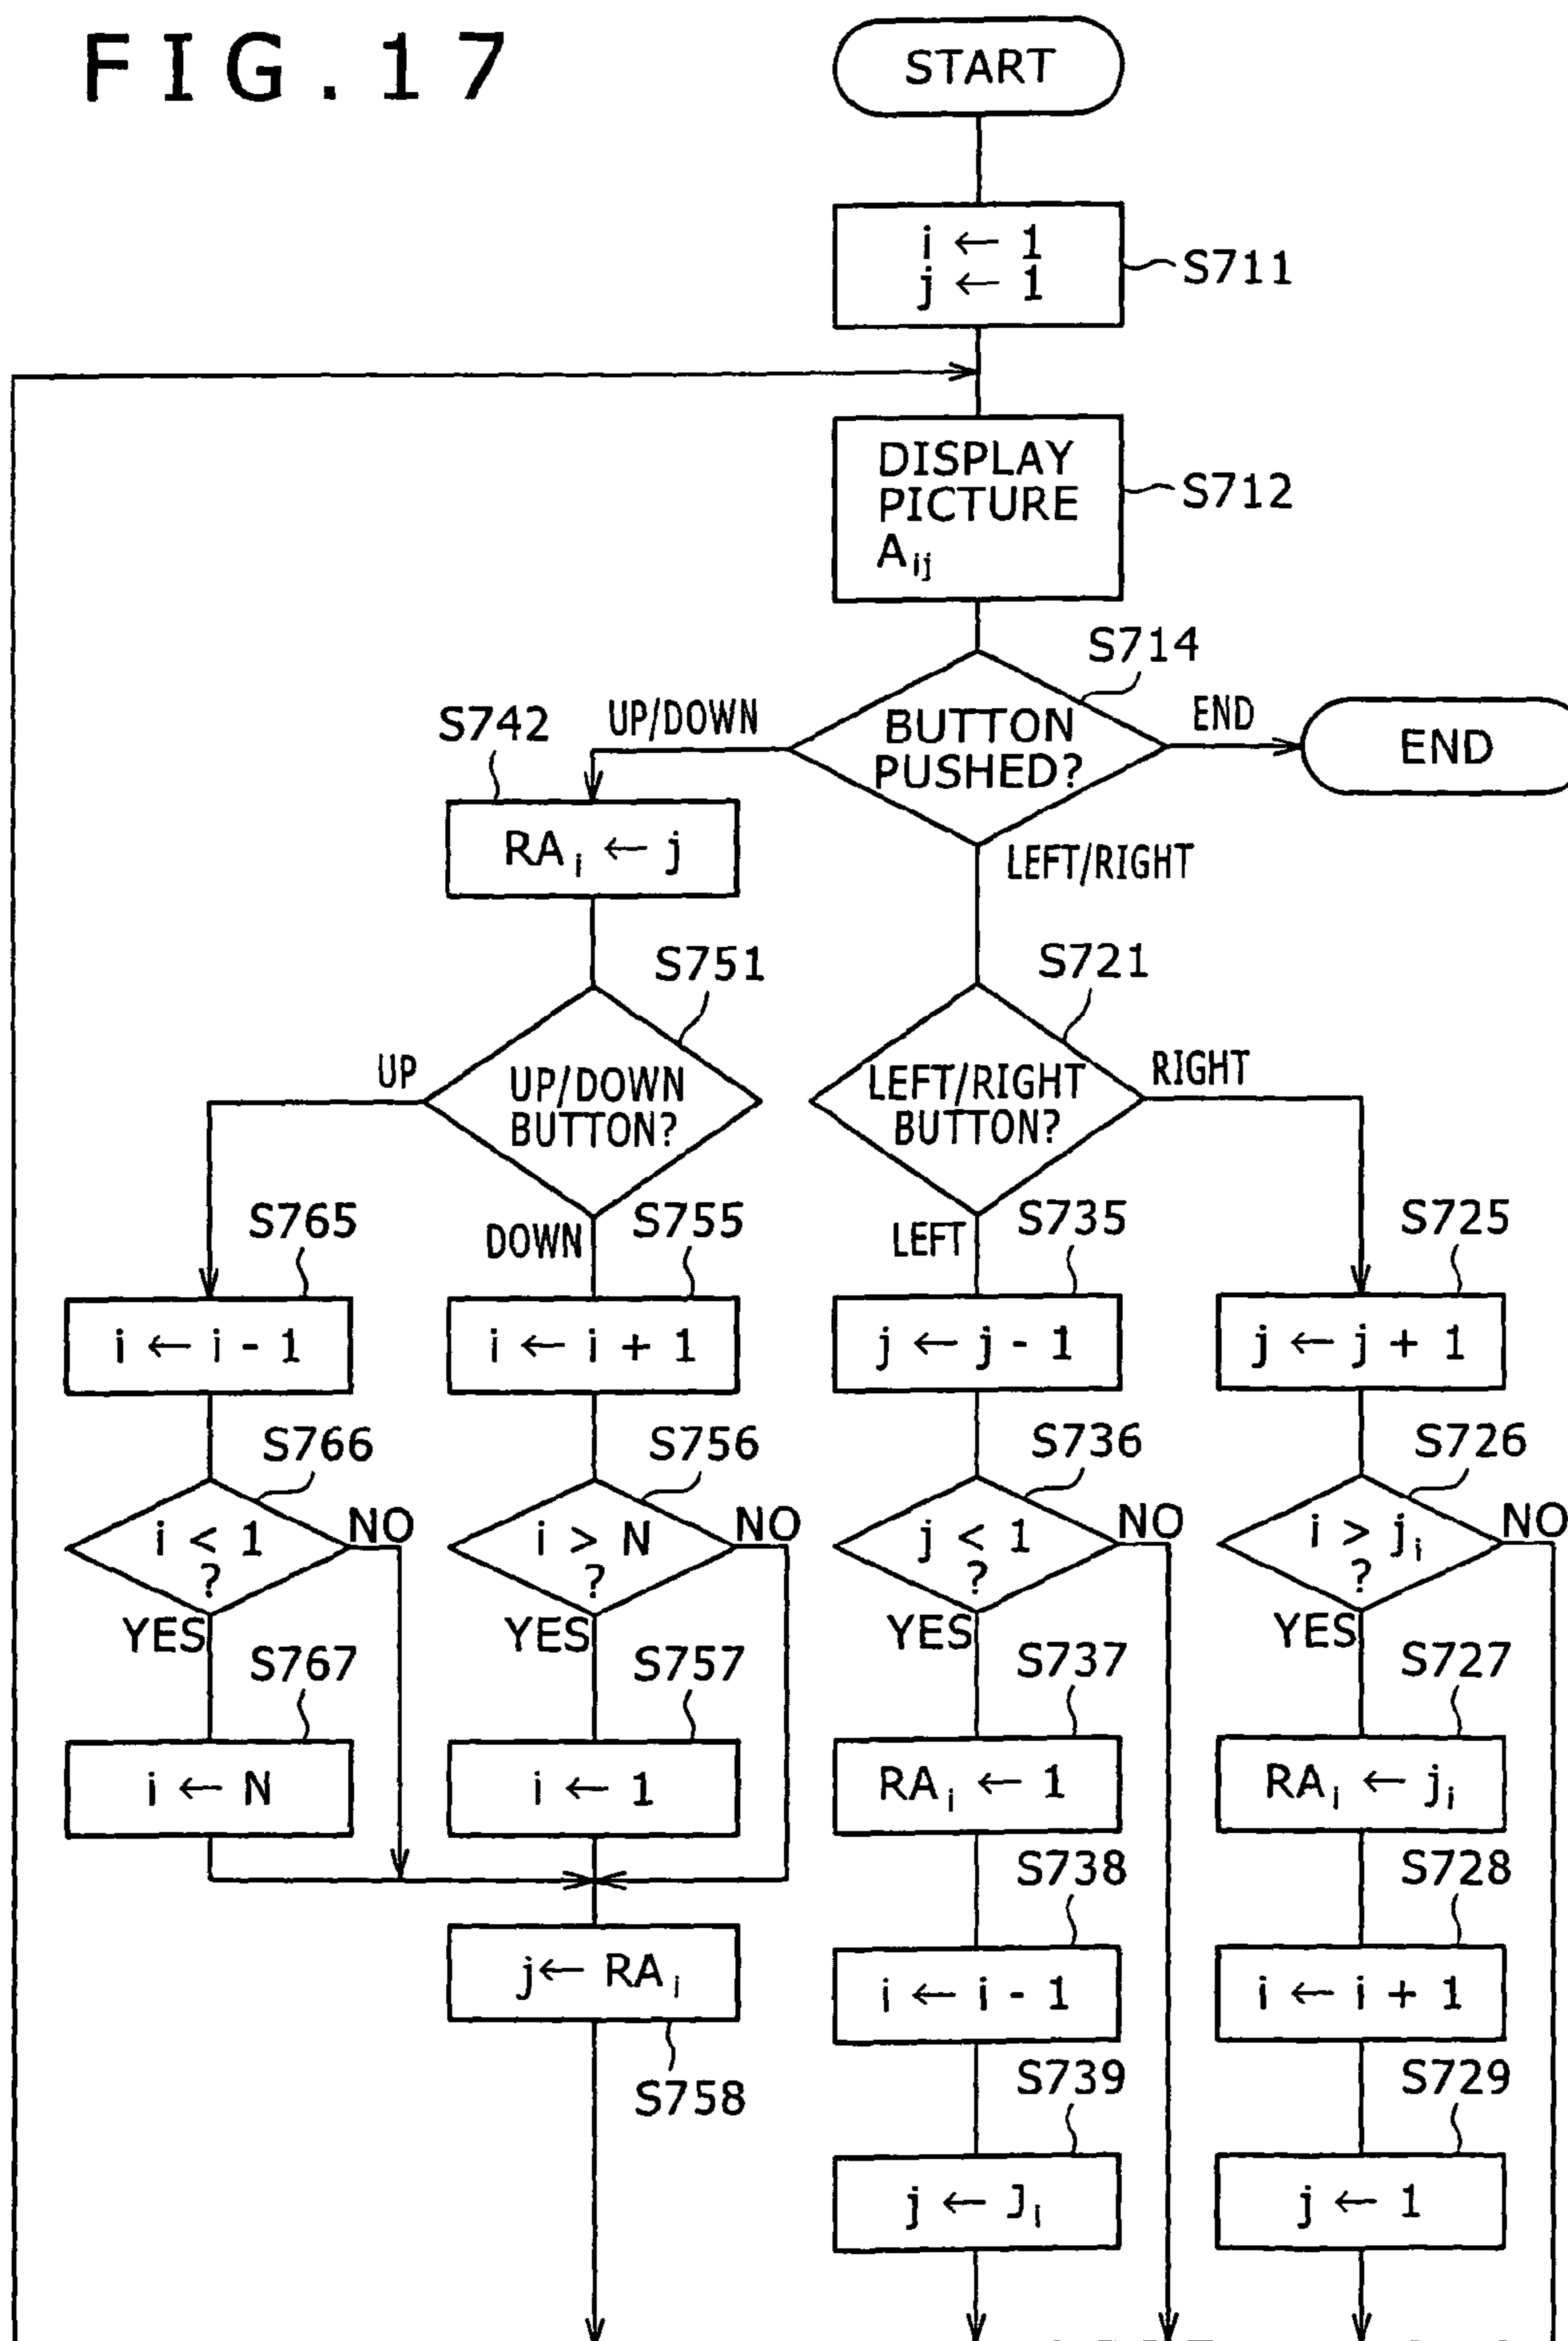 FIG.17
START
i ← 1
j ← 1
S711
DISPLAY
PICTURE
Aij
S712
S714
BUTTON
PUSHED?
UP/DOWN
END
END
S742
RAi ← j
LEFT/RIGHT
S751
UP/DOWN
BUTTON?
UP
S721
LEFT/RIGHT
BUTTON?
RIGHT
S765
DOWN
S755
LEFT
S735
S725
i ← i - 1
i ← i + 1
j ← j - 1
j ← j + 1
S766
S756
S736
S726
i < 1
?
NO
i > N
?
NO
j < 1
?
NO
i > ji
?
NO
YES
YES
YES
YES
S767
S757
S737
S727
i ← N
i ← 1
RAi ← 1
RAi ← ji
S738
S728
j ← RAi
i ← i - 1
i ← i + 1
S758
S739
S729
j ← Ji
j ← 1